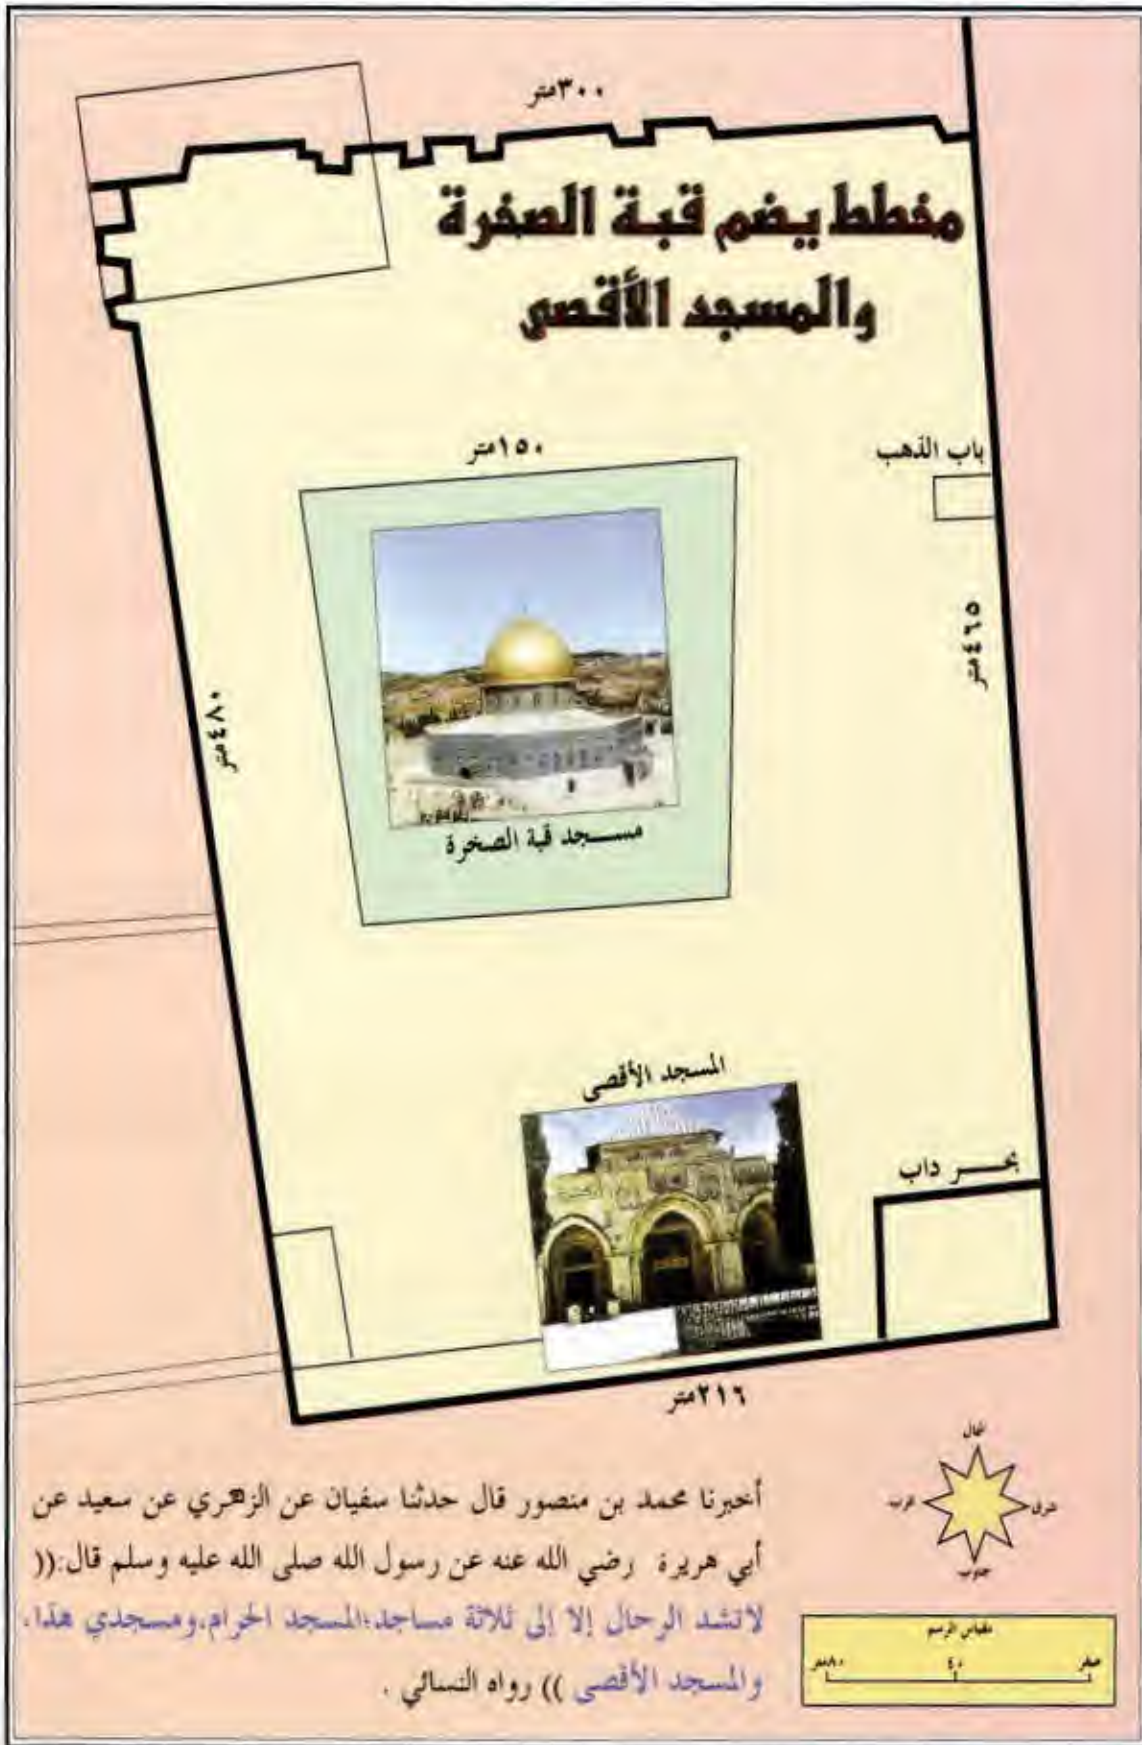 ٣٠٠متر
مخطط يضم قبة الصخرة
والمسجد الأقصى
١٥٠متر
باب الذهب
٤٦٥متر
٤٨٠متر
مسـجد قبة الصخرة
المسجد الأقصى
بحـر داب
٢١٦متر
شمال
شرق
غرب
جنوب
أخبرنا محمد بن منصور قال حدثنا سفيان عن الزهري عن سعيد عن
أبي هريرة رضي الله عنه عن رسول الله صلى الله عليه وسلم قال:((
لاتشد الرحال إلا إلى ثلاثة مساجد؛المسجد الحرام،ومسجدي هذا،
والمسجد الأقصى )) رواه النسائي .
مقياس الرسم
صفر ٤٠ ٨٠متر